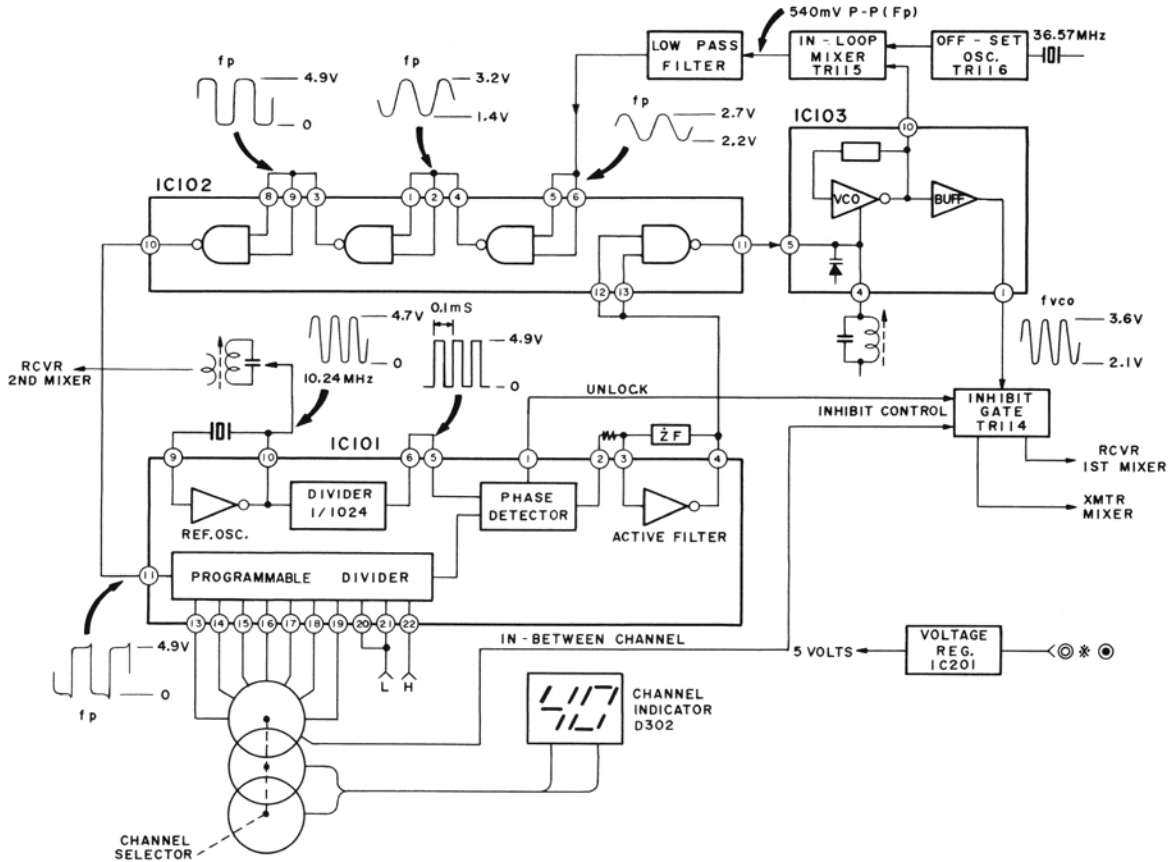 540mV P-P (Fp)
36.57MHz
LOW PASS
FILTER
IN-LOOP
MIXER
TR115
OFF-SET
OSC.
TR116
fp
4.9V
0
fp
3.2V
1.4V
fp
2.7V
2.2V
IC103
10
VCO
BUFF
5
4
1
IC102
8
9
3
1
2
4
5
6
10
11
12
13
fvco
3.6V
2.1V
RCVR
2ND MIXER
4.7V
0
10.24MHz
0.1mS
4.9V
0
UNLOCK
INHIBIT CONTROL
INHIBIT
GATE
TR114
RCVR
1ST MIXER
XMTR
MIXER
IC101
9
10
6
5
1
2
3
4
ŻF
REF. OSC.
DIVIDER
1/1024
PHASE
DETECTOR
ACTIVE FILTER
11
PROGRAMMABLE DIVIDER
13
14
15
16
17
18
19
20
21
22
L
H
4.9V
0
fp
IN-BETWEEN CHANNEL
5 VOLTS
VOLTAGE
REG.
IC201
※
40
CHANNEL
INDICATOR
D302
CHANNEL
SELECTOR